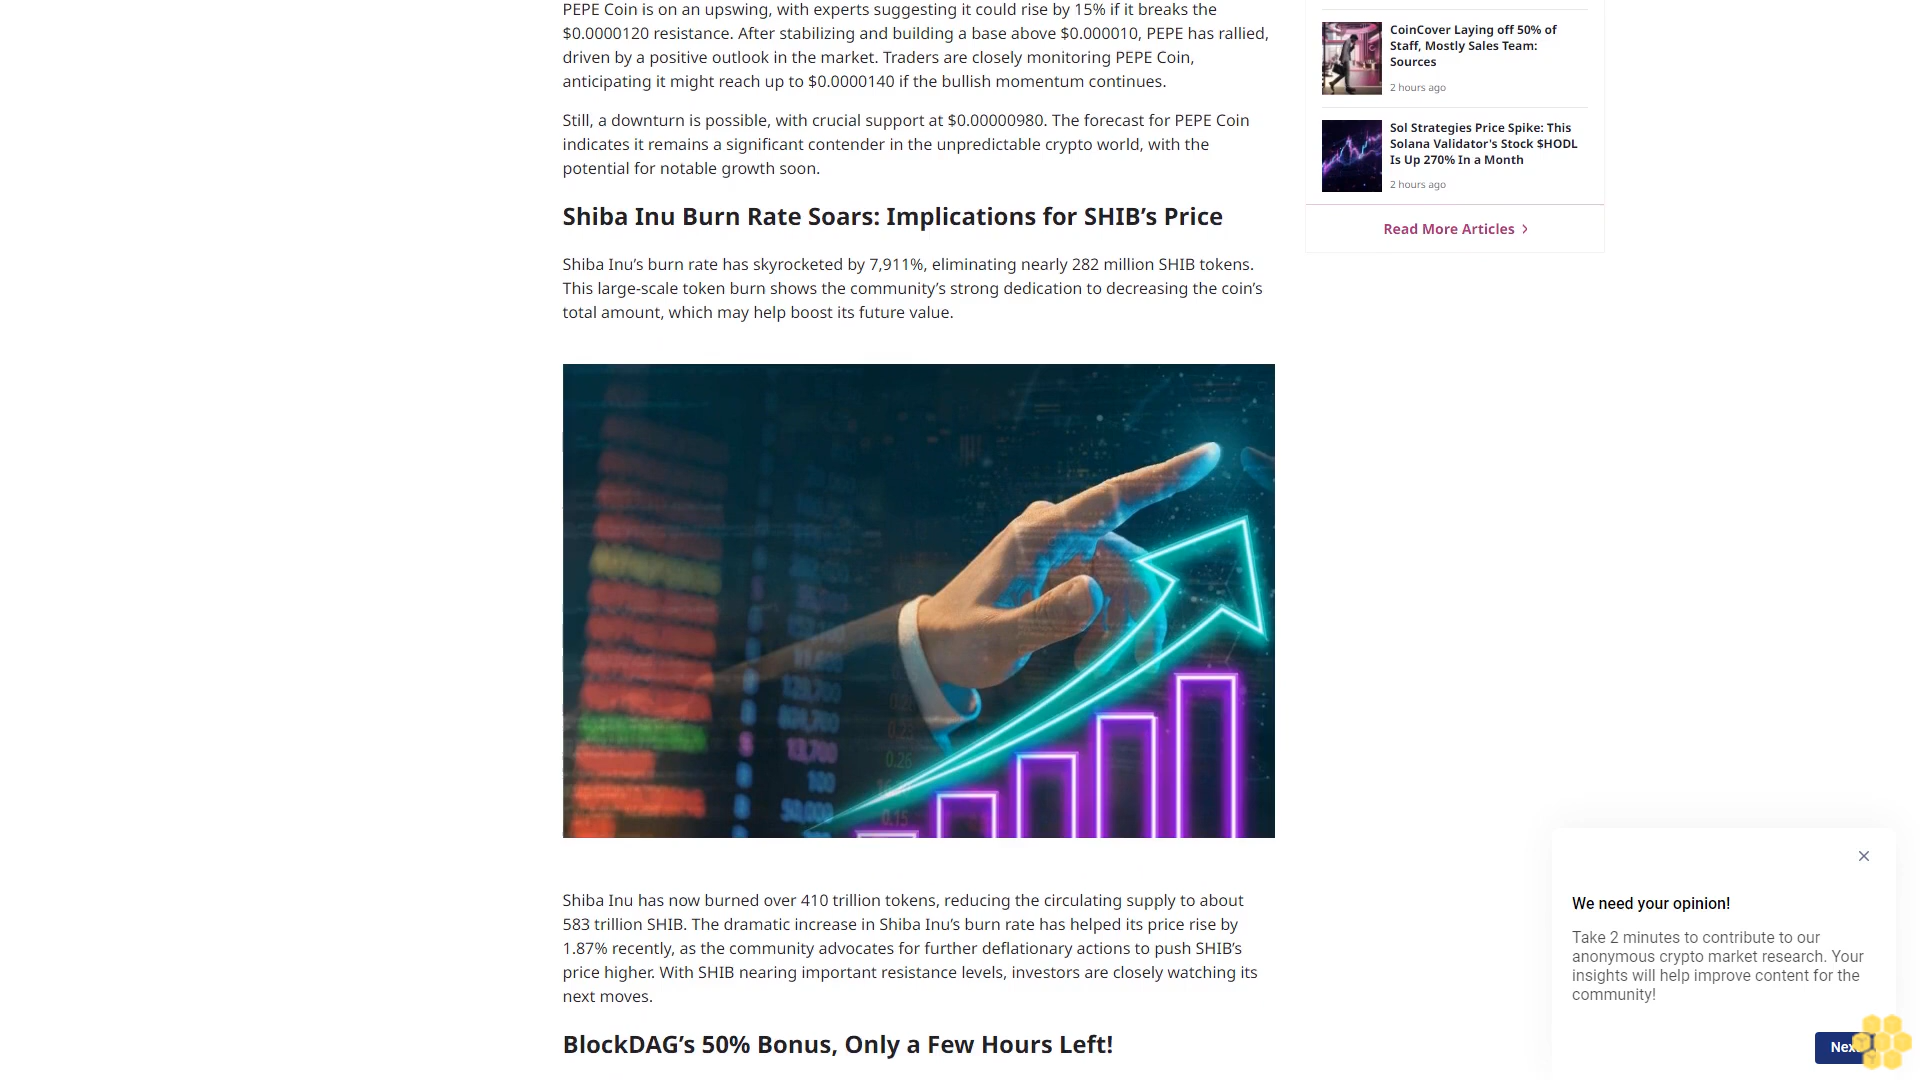 PEPE Coin is on an upswing, with experts suggesting it could rise by 15% if it breaks the
$0.0000120 resistance. After stabilizing and building a base above $0.000010, PEPE has rallied,
driven by a positive outlook in the market. Traders are closely monitoring PEPE Coin,
anticipating it might reach up to $0.0000140 if the bullish momentum continues.
Still, a downturn is possible, with crucial support at $0.00000980. The forecast for PEPE Coin
indicates it remains a significant contender in the unpredictable crypto world, with the
potential for notable growth soon.
Shiba Inu Burn Rate Soars: Implications for SHIB’s Price
Shiba Inu’s burn rate has skyrocketed by 7,911%, eliminating nearly 282 million SHIB tokens.
This large-scale token burn shows the community’s strong dedication to decreasing the coin’s
total amount, which may help boost its future value.
13,700
100
50,000
0.26
0.15
Shiba Inu has now burned over 410 trillion tokens, reducing the circulating supply to about
583 trillion SHIB. The dramatic increase in Shiba Inu’s burn rate has helped its price rise by
1.87% recently, as the community advocates for further deflationary actions to push SHIB’s
price higher. With SHIB nearing important resistance levels, investors are closely watching its
next moves.
BlockDAG’s 50% Bonus, Only a Few Hours Left!
CoinCover Laying off 50% of
Staff, Mostly Sales Team:
Sources
2 hours ago
Sol Strategies Price Spike: This
Solana Validator's Stock $HODL
Is Up 270% In a Month
2 hours ago
Read More Articles
We need your opinion!
Take 2 minutes to contribute to our
anonymous crypto market research. Your
insights will help improve content for the
community!